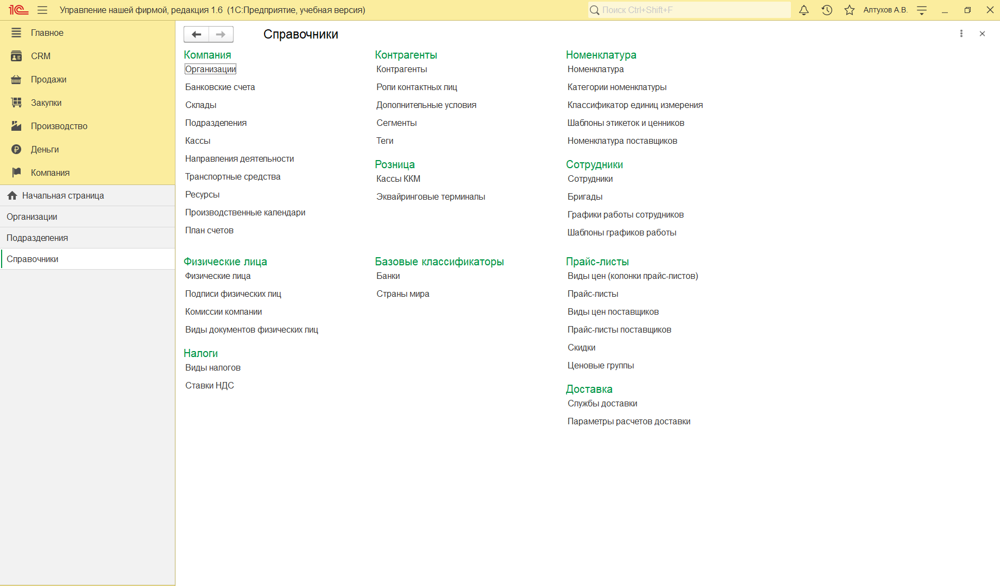 1С Управление нашей фирмой, редакция 1.6 (1С:Предприятие, учебная версия) Поиск Ctrl+Shift+F Алтухов А.В.
Главное
CRM
Продажи
Закупки
Производство
Деньги
Компания
Начальная страница
Организации
Подразделения
Справочники
Справочники
Компания
Организации
Банковские счета
Склады
Подразделения
Кассы
Направления деятельности
Транспортные средства
Ресурсы
Производственные календари
План счетов
Контрагенты
Контрагенты
Роли контактных лиц
Дополнительные условия
Сегменты
Теги
Розница
Кассы ККМ
Эквайринговые терминалы
Номенклатура
Номенклатура
Категории номенклатуры
Классификатор единиц измерения
Шаблоны этикеток и ценников
Номенклатура поставщиков
Сотрудники
Сотрудники
Бригады
Графики работы сотрудников
Шаблоны графиков работы
Физические лица
Физические лица
Подписи физических лиц
Комиссии компании
Виды документов физических лиц
Налоги
Виды налогов
Ставки НДС
Базовые классификаторы
Банки
Страны мира
Прайс-листы
Виды цен (колонки прайс-листов)
Прайс-листы
Виды цен поставщиков
Прайс-листы поставщиков
Скидки
Ценовые группы
Доставка
Службы доставки
Параметры расчетов доставки